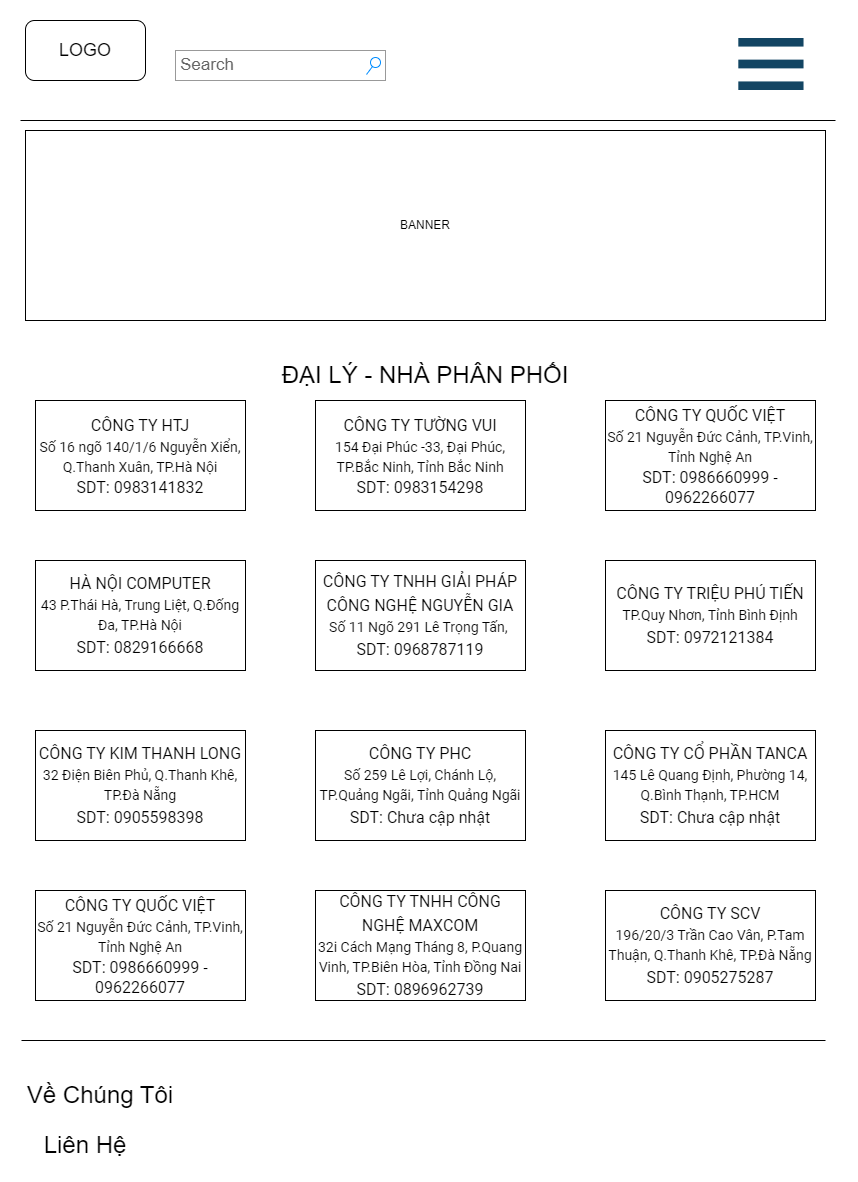 LOGO
Search
BANNER
ĐẠI LÝ - NHÀ PHÂN PHỐI
CÔNG TY HTJ
Số 16 ngõ 140/1/6 Nguyễn Xiển,
Q.Thanh Xuân, TP.Hà Nội
SDT: 0983141832
CÔNG TY TƯỜNG VUI
154 Đại Phúc -33, Đại Phúc,
TP.Bắc Ninh, Tỉnh Bắc Ninh
SDT: 0983154298
CÔNG TY QUỐC VIỆT
Số 21 Nguyễn Đức Cảnh, TP.Vinh,
Tỉnh Nghệ An
SDT: 0986660999 -
0962266077
HÀ NỘI COMPUTER
43 P.Thái Hà, Trung Liệt, Q.Đống
Đa, TP.Hà Nội
SDT: 0829166668
CÔNG TY TNHH GIẢI PHÁP
CÔNG NGHỆ NGUYỄN GIA
Số 11 Ngõ 291 Lê Trọng Tấn,
SDT: 0968787119
CÔNG TY TRIỆU PHÚ TIẾN
TP.Quy Nhơn, Tỉnh Bình Định
SDT: 0972121384
CÔNG TY KIM THANH LONG
32 Điện Biên Phủ, Q.Thanh Khê,
TP.Đà Nẵng
SDT: 0905598398
CÔNG TY PHC
Số 259 Lê Lợi, Chánh Lộ,
TP.Quảng Ngãi, Tỉnh Quảng Ngãi
SDT: Chưa cập nhật
CÔNG TY CỔ PHẦN TANCA
145 Lê Quang Định, Phường 14,
Q.Bình Thạnh, TP.HCM
SDT: Chưa cập nhật
CÔNG TY QUỐC VIỆT
Số 21 Nguyễn Đức Cảnh, TP.Vinh,
Tỉnh Nghệ An
SDT: 0986660999 -
0962266077
CÔNG TY TNHH CÔNG
NGHỆ MAXCOM
32i Cách Mạng Tháng 8, P.Quang
Vinh, TP.Biên Hòa, Tỉnh Đồng Nai
SDT: 0896962739
CÔNG TY SCV
196/20/3 Trần Cao Vân, P.Tam
Thuận, Q.Thanh Khê, TP.Đà Nẵng
SDT: 0905275287
Về Chúng Tôi
Liên Hệ